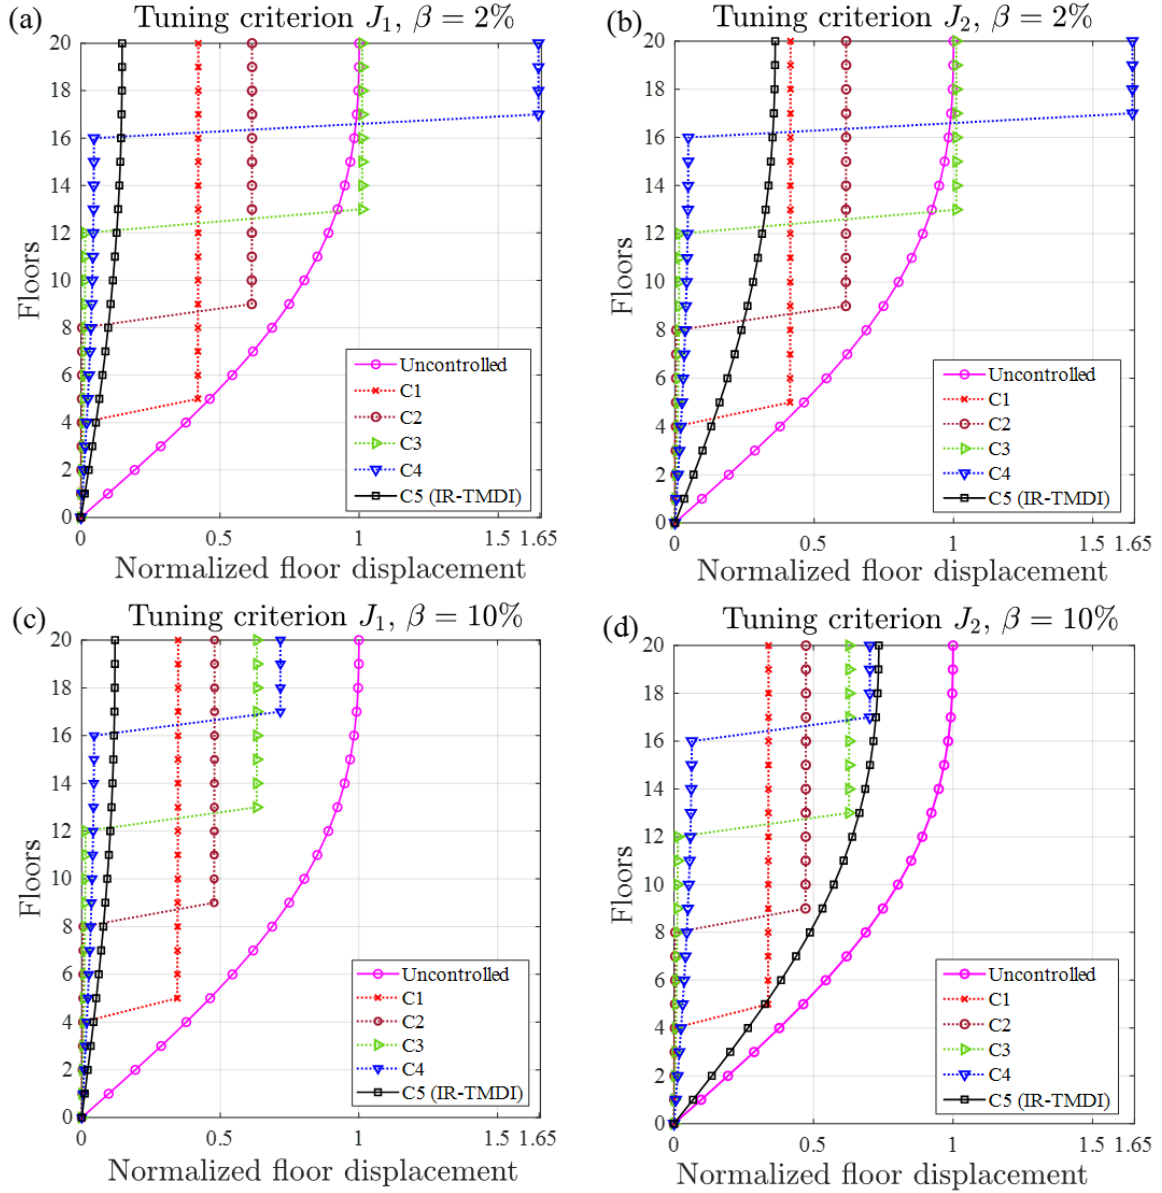 (a) Tuning criterion J₁, β = 2%
20
18
16
14
12
10
8
6
4
2
0
Floors
Uncontrolled
C1
C2
C3
C4
C5 (IR-TMDI)
0 0.5 1 1.5 1.65
Normalized floor displacement
(b) Tuning criterion J₂, β = 2%
20
18
16
14
12
10
8
6
4
2
0
Floors
Uncontrolled
C1
C2
C3
C4
C5 (IR-TMDI)
0 0.5 1 1.5 1.65
Normalized floor displacement
(c) Tuning criterion J₁, β = 10%
20
18
16
14
12
10
8
6
4
2
0
Floors
Uncontrolled
C1
C2
C3
C4
C5 (IR-TMDI)
0 0.5 1 1.5 1.65
Normalized floor displacement
(d) Tuning criterion J₂, β = 10%
20
18
16
14
12
10
8
6
4
2
0
Floors
Uncontrolled
C1
C2
C3
C4
C5 (IR-TMDI)
0 0.5 1 1.5 1.65
Normalized floor displacement